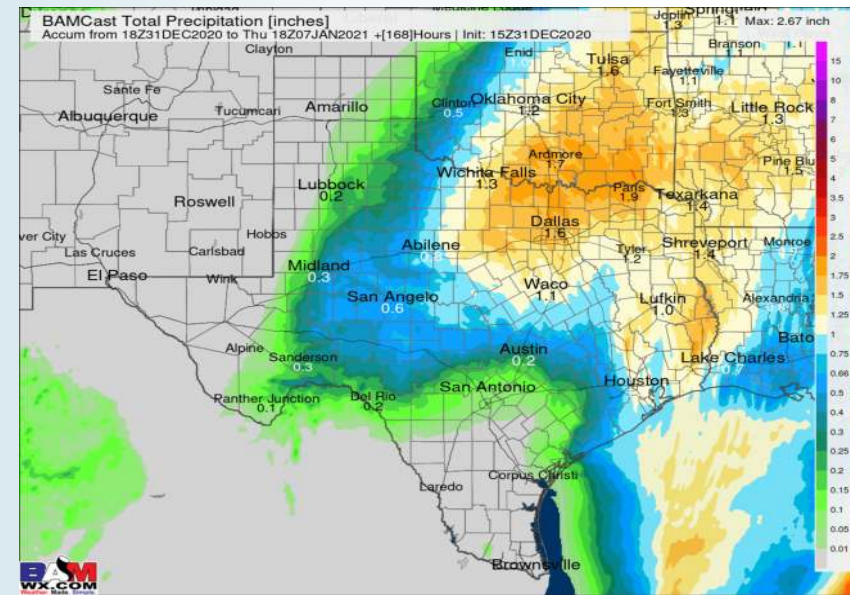 BAMCast Total Precipitation [inches]
Accum from 18Z31DEC2020 to Thu 18Z07JAN2021 +[168]Hours | Init: 15Z31DEC2020
Max: 2.67 inch
Joplin
1.3
1.1
Clayton
Enid
Tulsa
1.6
Branson
1.1
Fayetteville
1.1
Santa Fe
Albuquerque
Tucumcari
Amarillo
Clinton
0.5
Oklahoma City
1.2
Fort Smith
1.3
Little Rock
1.3
Ardmore
1.7
Pine Blu
1.5
Wichita Falls
1.3
Lubbock
0.2
Paris
1.9
Texarkana
1.4
Roswell
Dallas
1.6
ver City
Hobbs
Abilene
0.8
Tyler
1.2
Shreveport
1.4
Monroe
Las Cruces
Carlsbad
El Paso
Wink
Midland
0.3
Waco
1.1
San Angelo
0.6
Lufkin
1.0
Alexandria
Alpine
Sanderson
0.3
Austin
0.2
Lake Charles
0.7
Bato
Panther Junction
0.1
Del Rio
0.2
San Antonio
Houston
Laredo
Corpus Christi
Brownsville
15
10
8
7
6
5
4
3.5
3
2.5
2
1.75
1.5
1.25
1
0.75
0.66
0.5
0.4
0.3
0.25
0.2
0.15
0.1
0.05
0.01
BAM
WX.COM
Weather Made Simple